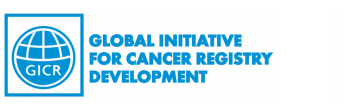 GICR
GLOBAL INITIATIVE
FOR CANCER REGISTRY
DEVELOPMENT